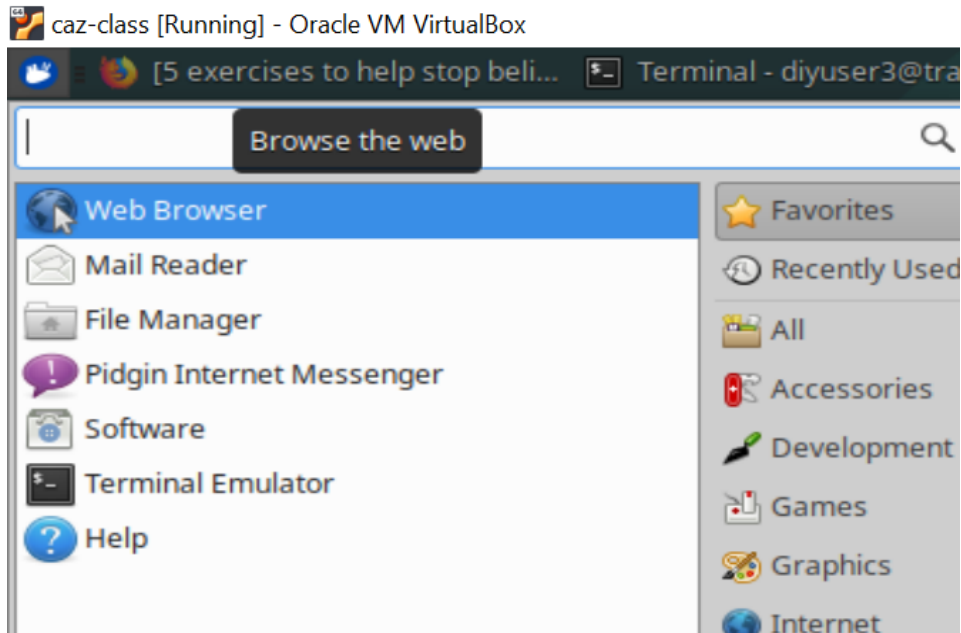 caz-class [Running] - Oracle VM VirtualBox
[5 exercises to help stop beli... Terminal - diyuser3@tra
Browse the web
Web Browser
Mail Reader
File Manager
Pidgin Internet Messenger
Software
Terminal Emulator
Help
Favorites
Recently Used
All
Accessories
Development
Games
Graphics
Internet